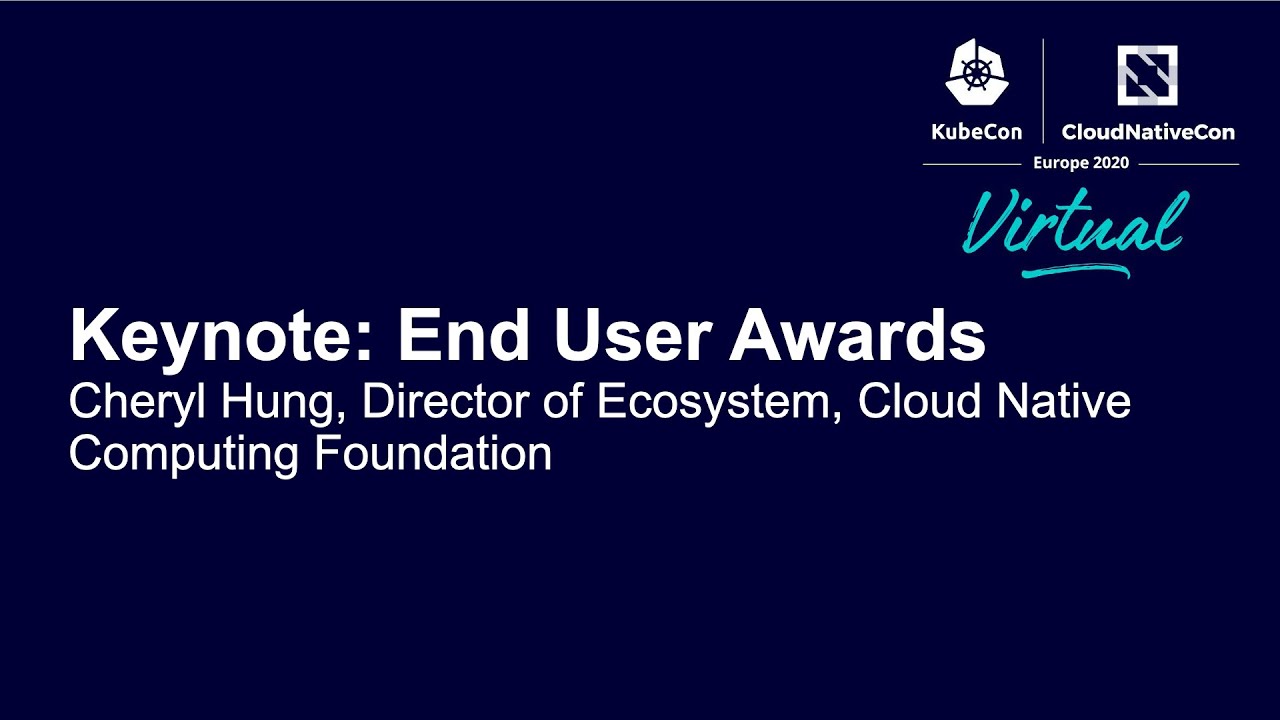 KubeCon
CloudNativeCon
Europe 2020
Virtual
Keynote: End User Awards
Cheryl Hung, Director of Ecosystem, Cloud Native
Computing Foundation